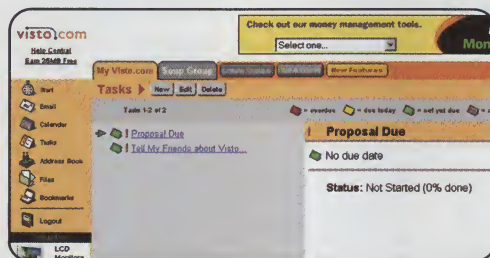 visto.com
Help Central
Earn 25MB Free
Check out our money management tools.
Select one...
Mon
My Visto.com Soup Group New Features
Tasks New Edit Delete
Tasks 1-2 of 2
= overdue = due today = not yet due =
Start
Email
Calendar
Tasks
Address Book
Files
Bookmarks
Logout
! Proposal Due
! Tell My Friends about Visto...
! Proposal Due
No due date
Status: Not Started (0% done)
LCD
Monitors